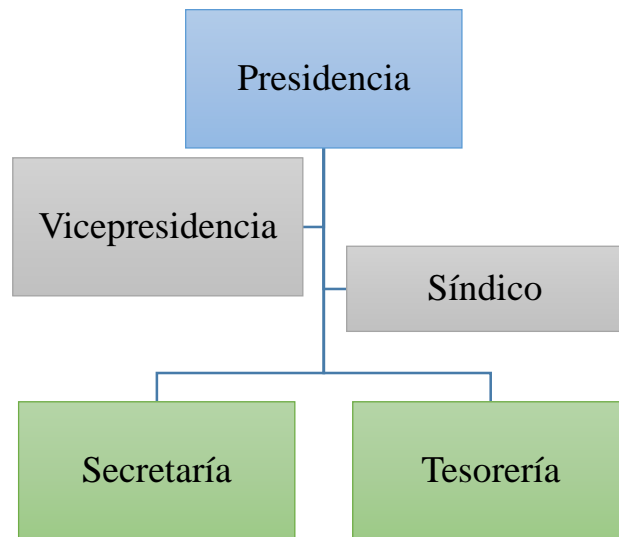 Presidencia
Vicepresidencia
Síndico
Secretaría
Tesorería